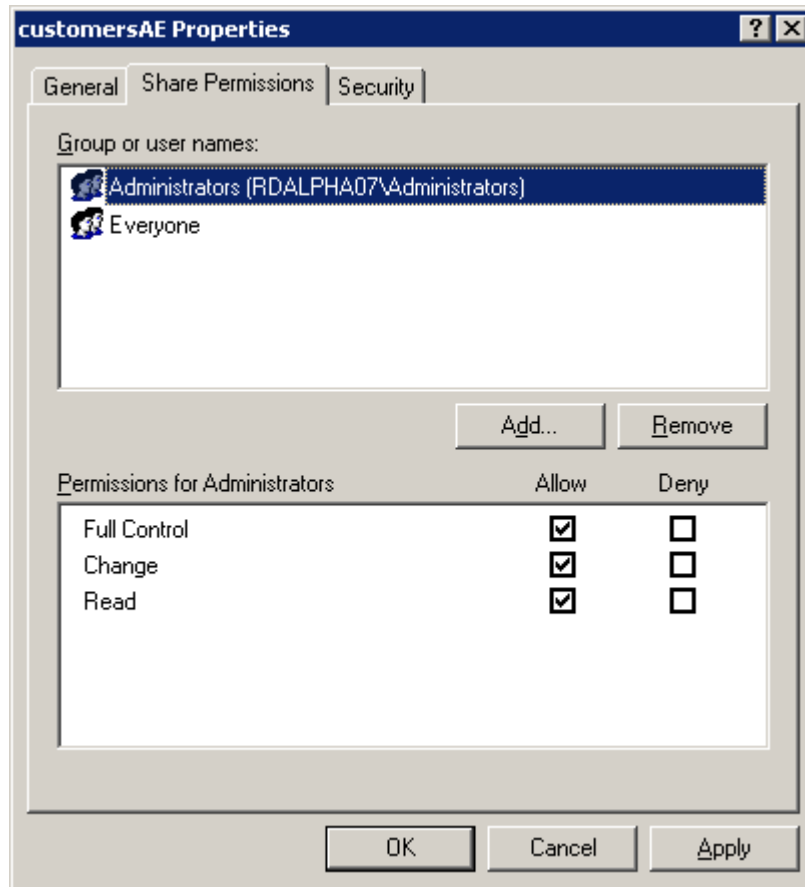 customersAE Properties
General Share Permissions Security
Group or user names:
Administrators (RDALPHA07\Administrators)
Everyone
Add... Remove
Permissions for Administrators Allow Deny
Full Control
Change
Read
OK Cancel Apply